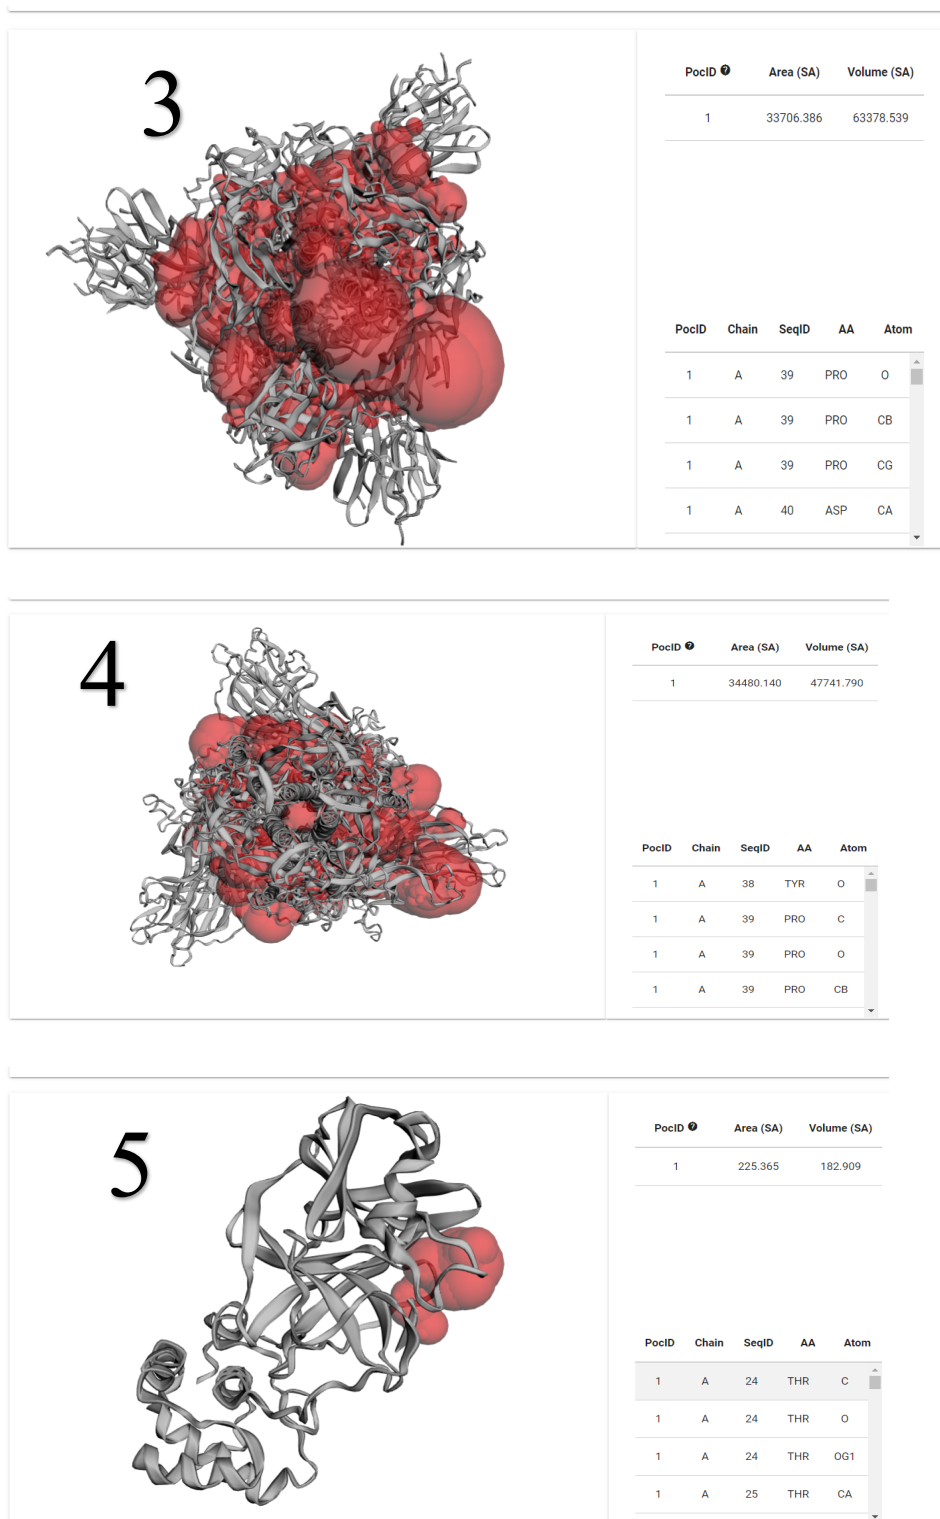 3
PocID ? Area (SA) Volume (SA)
1 33706.386 63378.539
PocID Chain SeqID AA Atom
1 A 39 PRO O
1 A 39 PRO CB
1 A 39 PRO CG
1 A 40 ASP CA
4
PocID ? Area (SA) Volume (SA)
1 34480.140 47741.790
PocID Chain SeqID AA Atom
1 A 38 TYR O
1 A 39 PRO C
1 A 39 PRO O
1 A 39 PRO CB
5
PocID ? Area (SA) Volume (SA)
1 225.365 182.909
PocID Chain SeqID AA Atom
1 A 24 THR C
1 A 24 THR O
1 A 24 THR OG1
1 A 25 THR CA